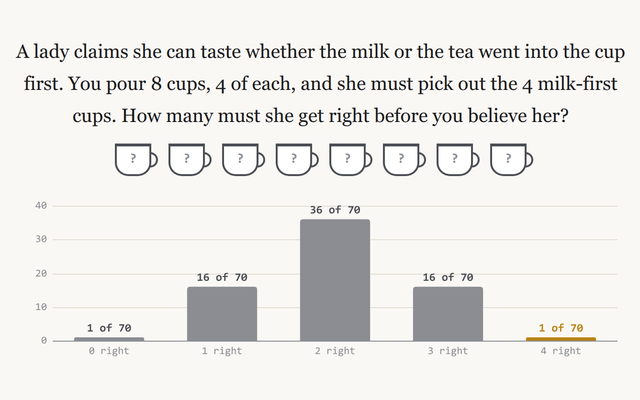 A lady claims she can taste whether the milk or the tea went into the cup
first. You pour 8 cups, 4 of each, and she must pick out the 4 milk-first
cups. How many must she get right before you believe her?
? ? ? ? ? ? ? ?
40
30
20
10
0
1 of 70
16 of 70
36 of 70
16 of 70
1 of 70
0 right
1 right
2 right
3 right
4 right